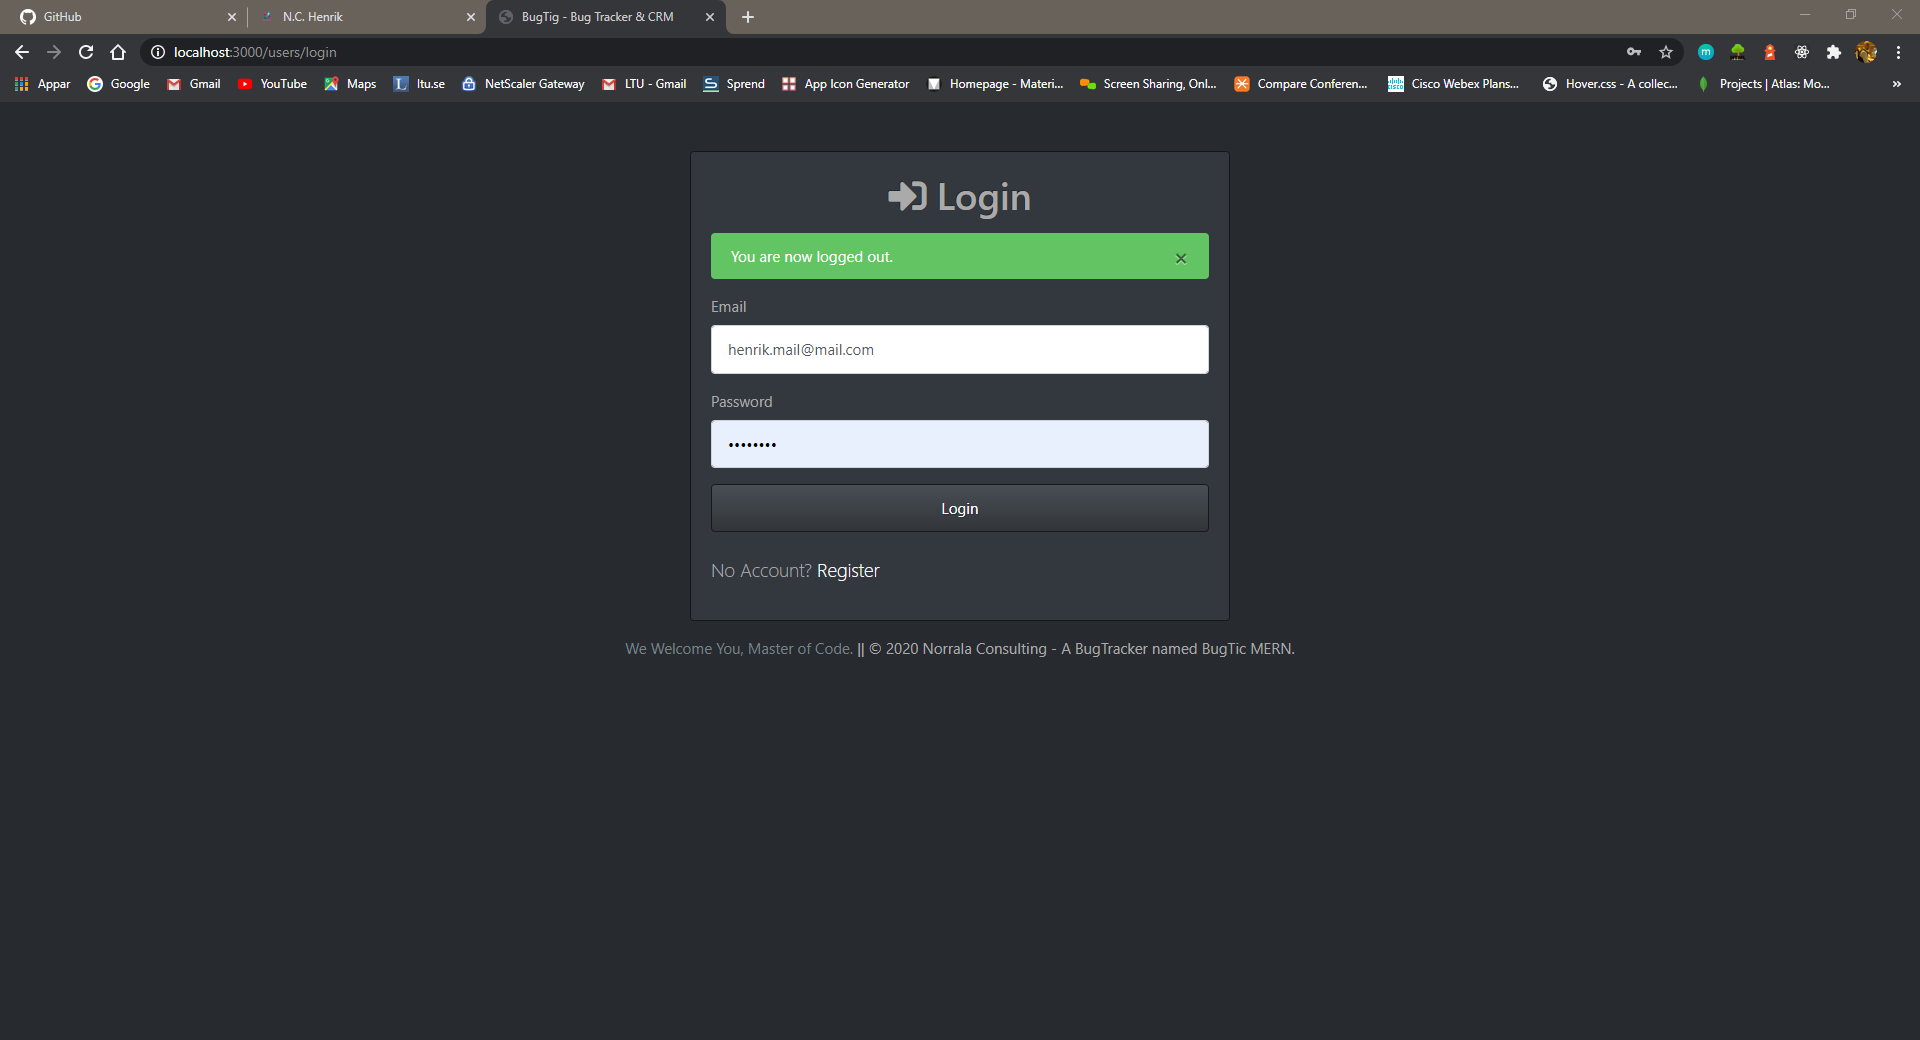 GitHub
N.C. Henrik
BugTig - Bug Tracker & CRM
localhost:3000/users/login
m
Appar
Google
Gmail
YouTube
Maps
ltu.se
NetScaler Gateway
LTU - Gmail
Sprend
App Icon Generator
Homepage - Materi...
Screen Sharing, Onl...
Compare Conferen...
Cisco Webex Plans...
Hover.css - A collec...
Projects | Atlas: Mo...
»
Login
You are now logged out.
Email
henrik.mail@mail.com
Password
••••••••
Login
No Account? Register
We Welcome You, Master of Code. || © 2020 Norrala Consulting - A BugTracker named BugTic MERN.